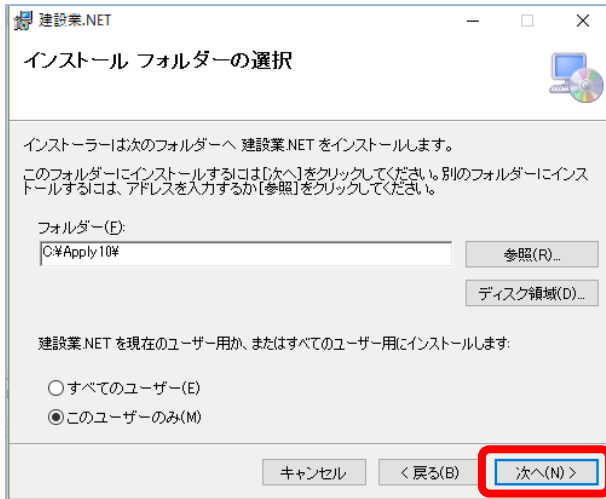 建設業.NET
インストール フォルダーの選択
インストーラーは次のフォルダーへ 建設業.NET をインストールします。
このフォルダーにインストールするには[次へ]をクリックしてください。別のフォルダーにインス
トールするには、アドレスを入力するか[参照]をクリックしてください。
フォルダー(F):
C:¥Apply10¥
参照(R)...
ディスク領域(D)...
建設業.NET を現在のユーザー用か、またはすべてのユーザー用にインストールします:
すべてのユーザー(E)
このユーザーのみ(M)
キャンセル
< 戻る(B)
次へ(N) >